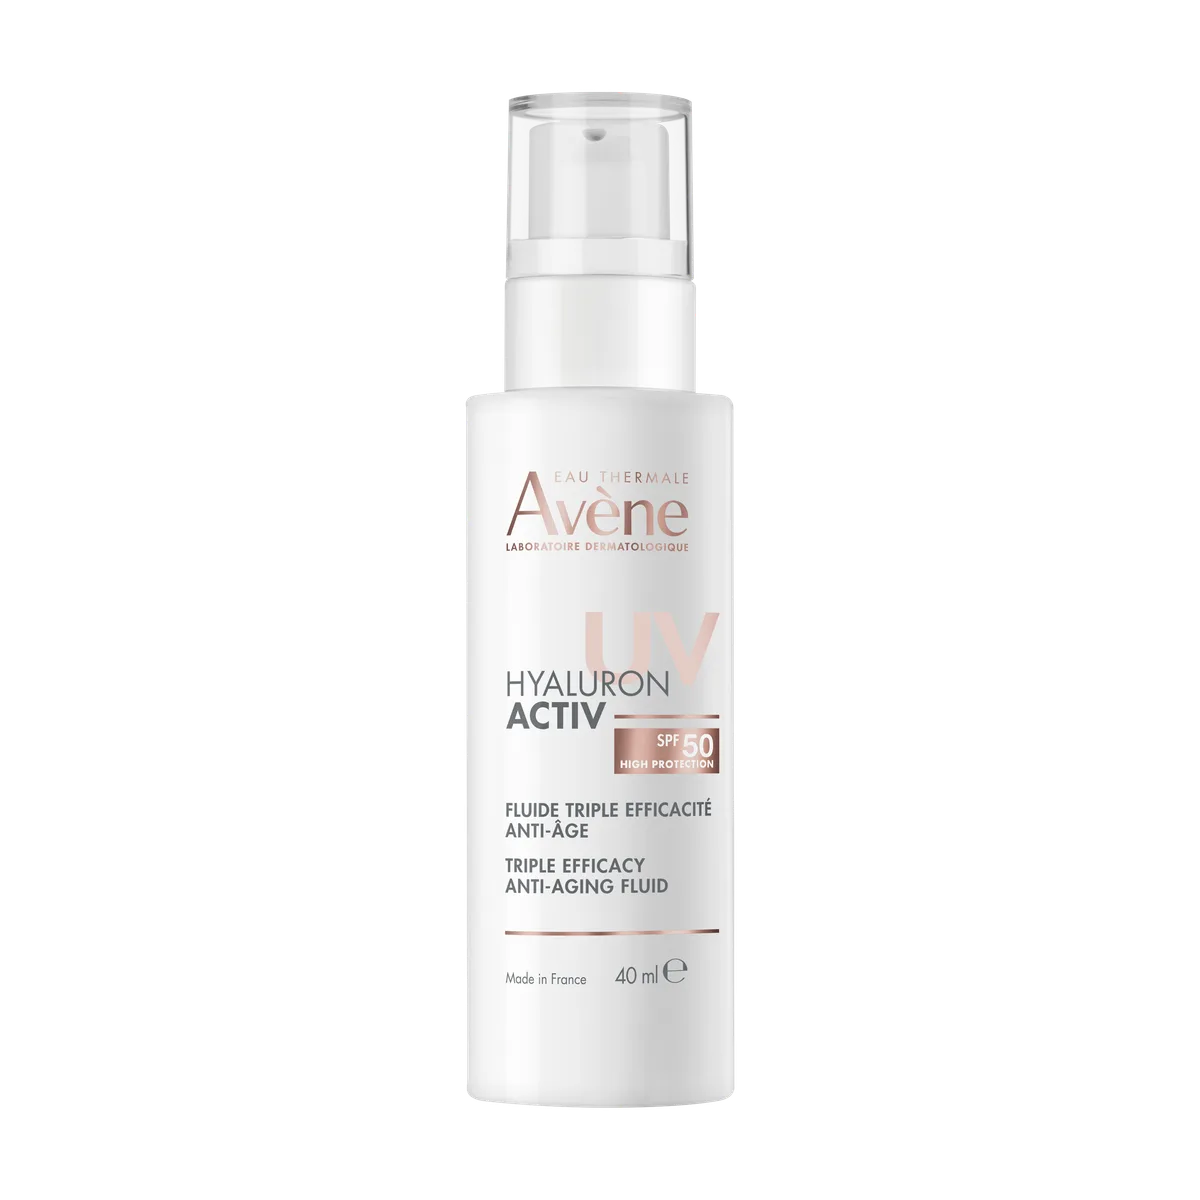 EAU THERMALE
Avène
LABORATOIRE DERMATOLOGIQUE
UV
HYALURON
ACTIV
SPF 50
HIGH PROTECTION
FLUIDE TRIPLE EFFICACITÉ
ANTI-ÂGE
TRIPLE EFFICACY
ANTI-AGING FLUID
Made in France 40 ml ℮